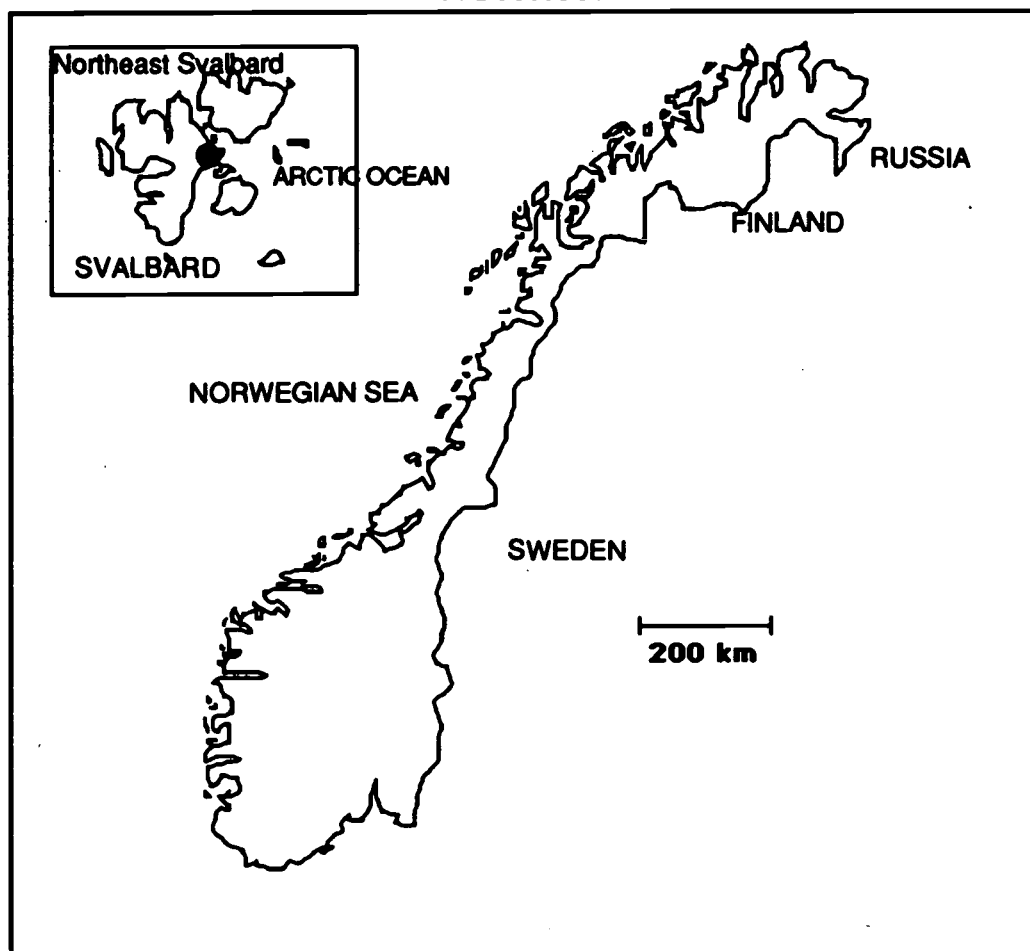 Northeast Svalbard
ARCTIC OCEAN
SVALBARD
RUSSIA
FINLAND
NORWEGIAN SEA
SWEDEN
200 km